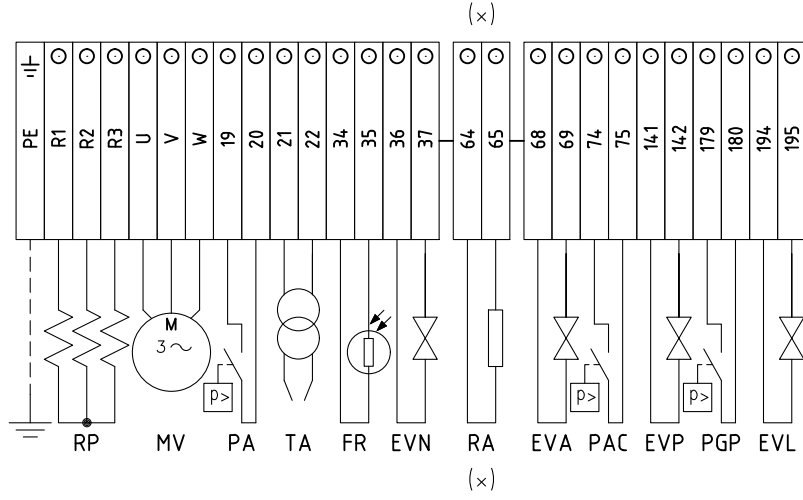 (×)
PE R1 R2 R3 U V W 19 20 21 22 34 35 36 37 64 65 68 69 74 75 141 142 179 180 194 195
M
3~
p> p> p>
RP MV PA TA FR EVN RA EVA PAC EVP PGP EVL
(×)